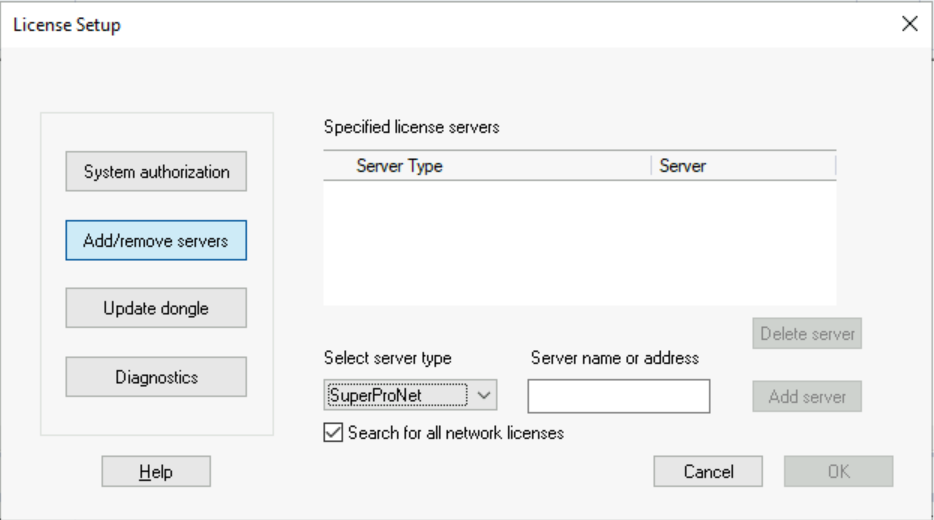 License Setup
Specified license servers
Server Type Server
System authorization
Add/remove servers
Update dongle
Diagnostics
Delete server
Select server type Server name or address
SuperProNet
Add server
Search for all network licenses
Help
Cancel
OK